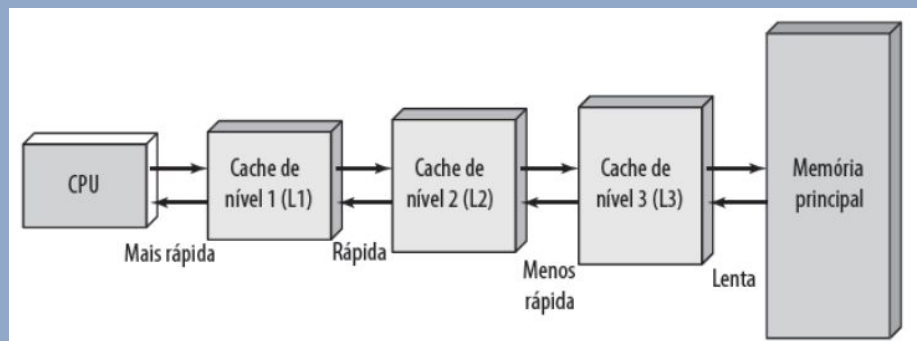 CPU
Mais rápida
Cache de
nível 1 (L1)
Rápida
Cache de
nível 2 (L2)
Menos
rápida
Cache de
nível 3 (L3)
Lenta
Memória
principal